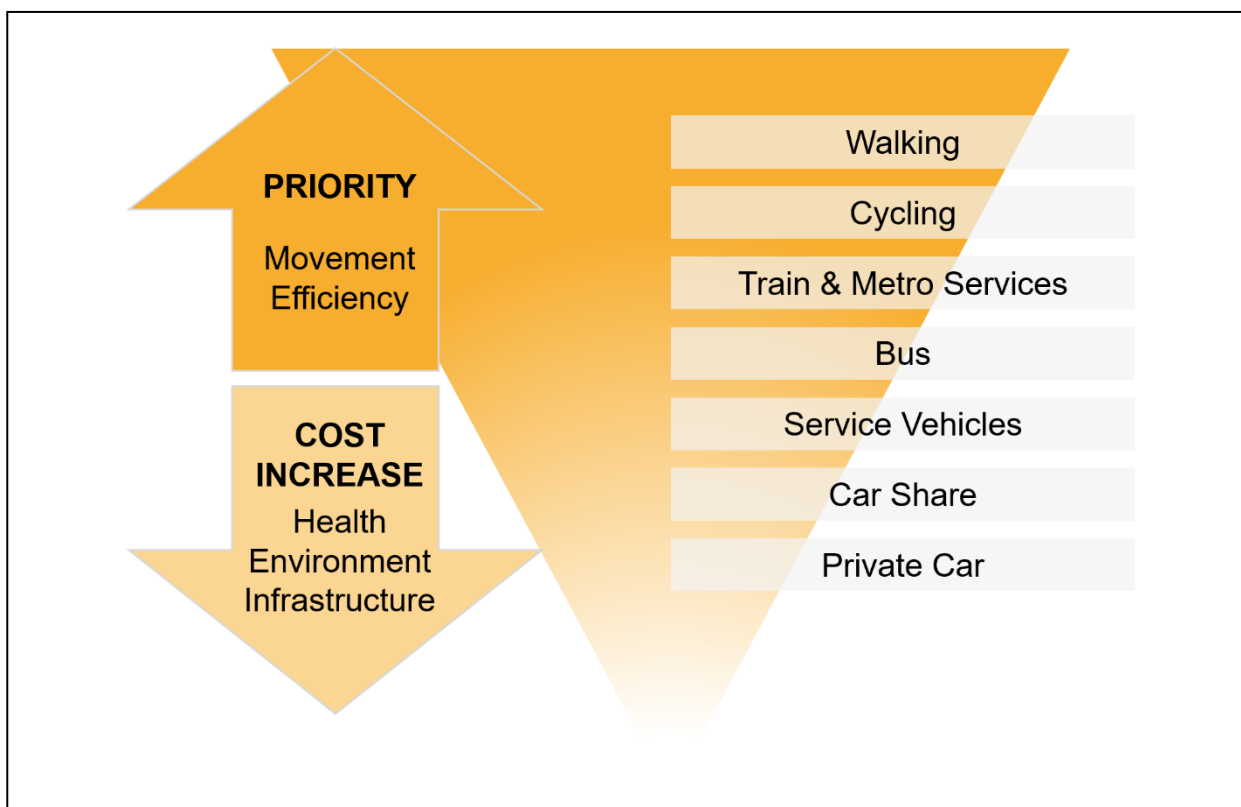 PRIORITY
Movement
Efficiency
COST
INCREASE
Health
Environment
Infrastructure
Walking
Cycling
Train & Metro Services
Bus
Service Vehicles
Car Share
Private Car